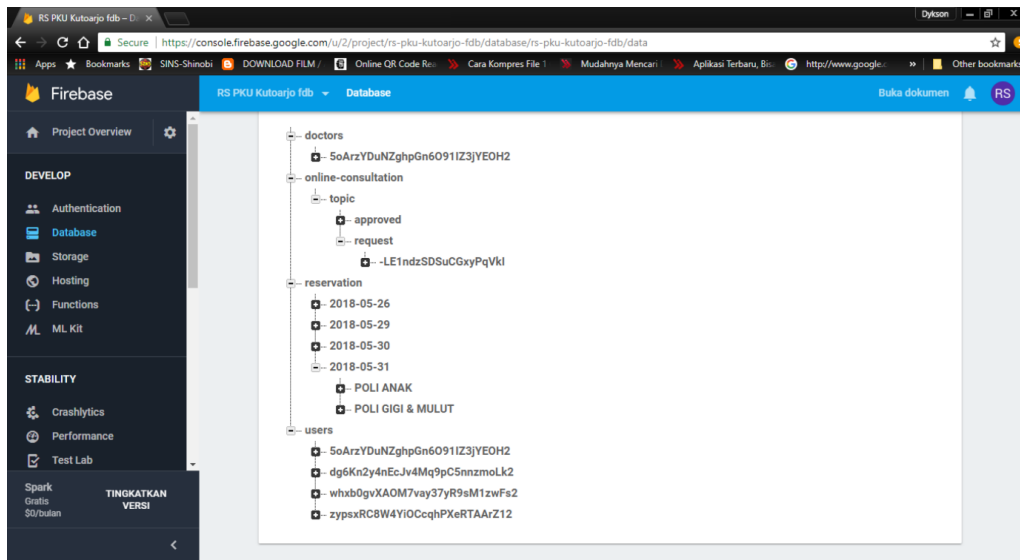 RS PKU Kutoarjo fdb – Da
Dykson
Secure | https://console.firebase.google.com/u/2/project/rs-pku-kutoarjo-fdb/database/rs-pku-kutoarjo-fdb/data
Apps Bookmarks SINS-Shinobi DOWNLOAD FILM / Online QR Code Rea Cara Kompres File 1 Mudahnya Mencari Aplikasi Terbaru, Bis http://www.google.c » Other bookmarks
Firebase RS PKU Kutoarjo fdb Database Buka dokumen RS
Project Overview
DEVELOP
Authentication
Database
Storage
Hosting
Functions
ML Kit
STABILITY
Crashlytics
Performance
Test Lab
Spark
Gratis
$0/bulan
TINGKATKAN
VERSI
doctors
5oArzYDuNZghpGn6O91IZ3jYEOH2
online-consultation
topic
approved
request
-LE1ndzSDSuCGxyPqVkI
reservation
2018-05-26
2018-05-29
2018-05-30
2018-05-31
POLI ANAK
POLI GIGI & MULUT
users
5oArzYDuNZghpGn6O91IZ3jYEOH2
dg6Kn2y4nEcJv4Mq9pC5nnzmoLk2
whxb0gvXAOM7vay37yR9sM1zwFs2
zypsxRC8W4YiOCcqhPXeRTAArZ12